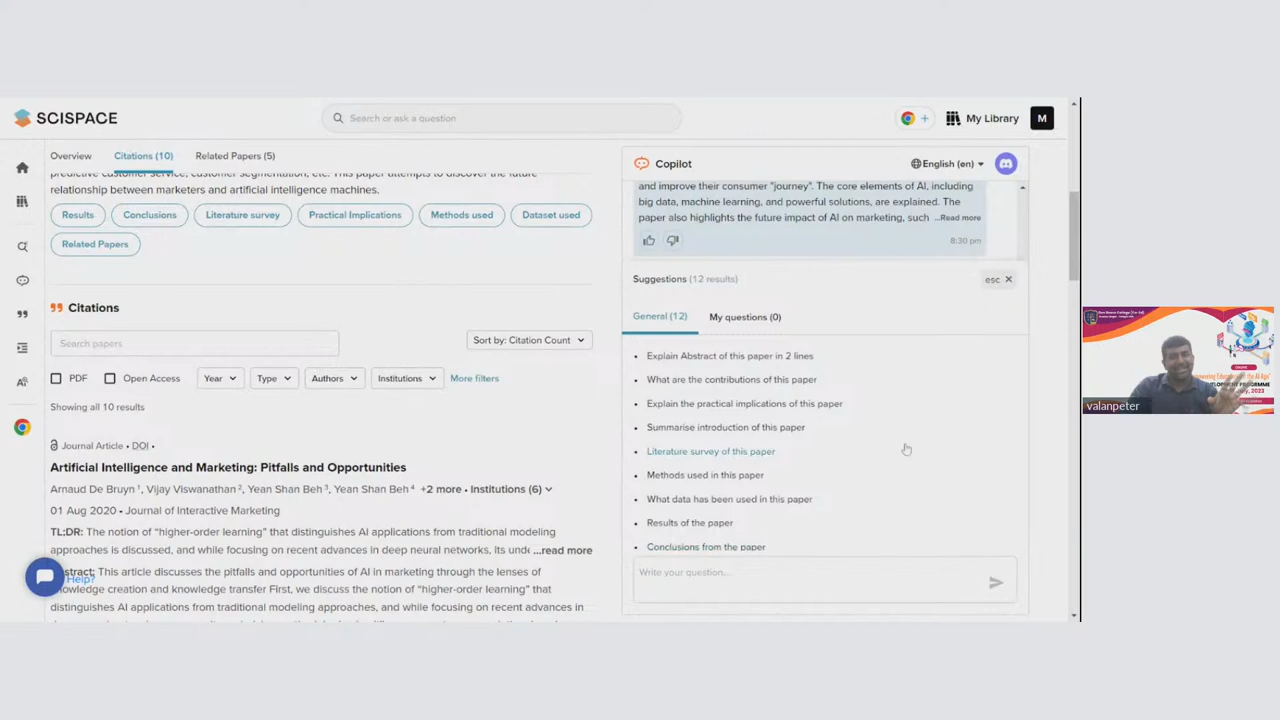 SCISPACE
Search or ask a question
My Library
M
Overview
Citations (10)
Related Papers (5)
predictive customer service, customer segmentation, etc. This paper attempts to discover the future
relationship between marketers and artificial intelligence machines.
Results
Conclusions
Literature survey
Practical Implications
Methods used
Dataset used
Related Papers
Citations
Search papers
Sort by: Citation Count
PDF
Open Access
Year
Type
Authors
Institutions
More filters
Showing all 10 results
Journal Article • DOI •
Artificial Intelligence and Marketing: Pitfalls and Opportunities
Arnaud De Bruyn 1, Vijay Viswanathan 2, Yean Shan Beh 3, Yean Shan Beh 4 +2 more • Institutions (6)
01 Aug 2020 • Journal of Interactive Marketing
TL;DR: The notion of “higher-order learning” that distinguishes AI applications from traditional modeling
approaches is discussed, and while focusing on recent advances in deep neural networks, its unde ...read more
Abstract: This article discusses the pitfalls and opportunities of AI in marketing through the lenses of
knowledge creation and knowledge transfer First, we discuss the notion of “higher-order learning” that
distinguishes AI applications from traditional modeling approaches, and while focusing on recent advances in
Help?
Copilot
English (en)
and improve their consumer "journey". The core elements of AI, including
big data, machine learning, and powerful solutions, are explained. The
paper also highlights the future impact of AI on marketing, such ...Read more
8:30 pm
Suggestions (12 results)
esc
General (12)
My questions (0)
• Explain Abstract of this paper in 2 lines
• What are the contributions of this paper
• Explain the practical implications of this paper
• Summarise introduction of this paper
• Literature survey of this paper
• Methods used in this paper
• What data has been used in this paper
• Results of the paper
• Conclusions from the paper
Write your question...
valanpeter